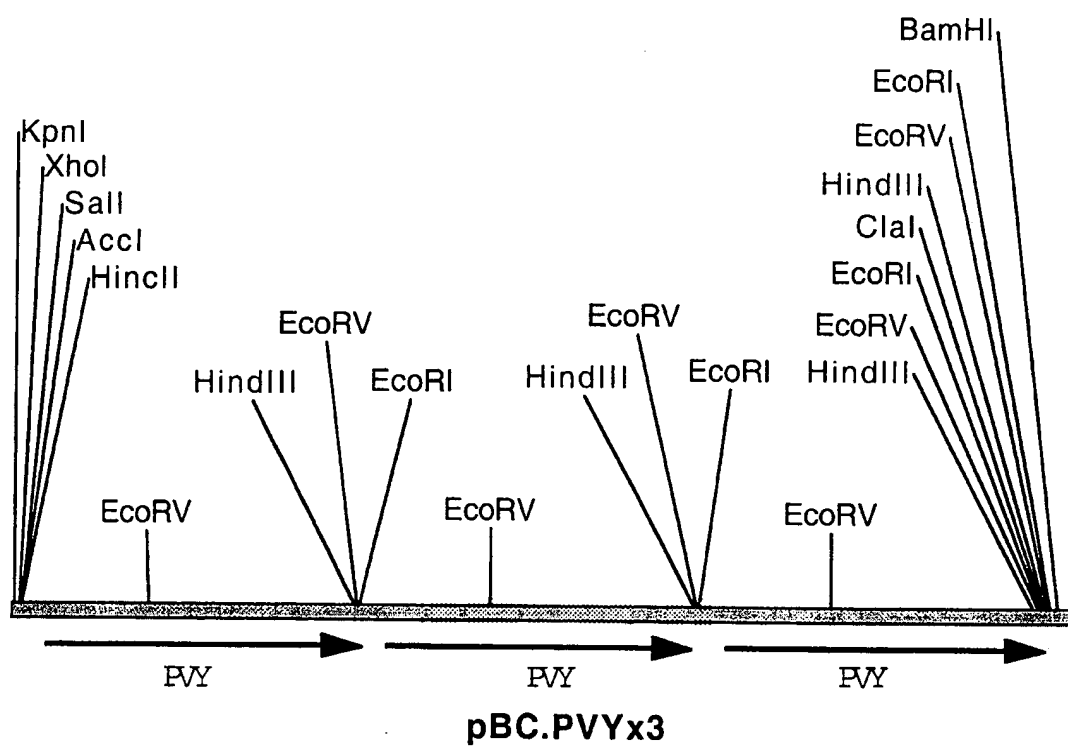 BamHI
EcoRI
KpnI
EcoRV
XhoI
HindIII
SalI
ClaI
AccI
EcoRI
HincII
EcoRV
EcoRV
EcoRV
HindIII
EcoRI
HindIII
EcoRI
HindIII
EcoRV
EcoRV
EcoRV
PVY
PVY
PVY
pBC.PVYx3